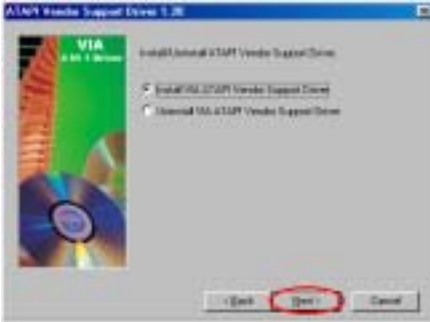 ATAPI Vendor Support Driver 1.20
VIA
4 in 1 Driver
Install/Uninstall ATAPI Vendor Support Driver.
Install VIA ATAPI Vendor Support Driver
Uninstall VIA ATAPI Vendor Support Driver
< Back
Next >
Cancel